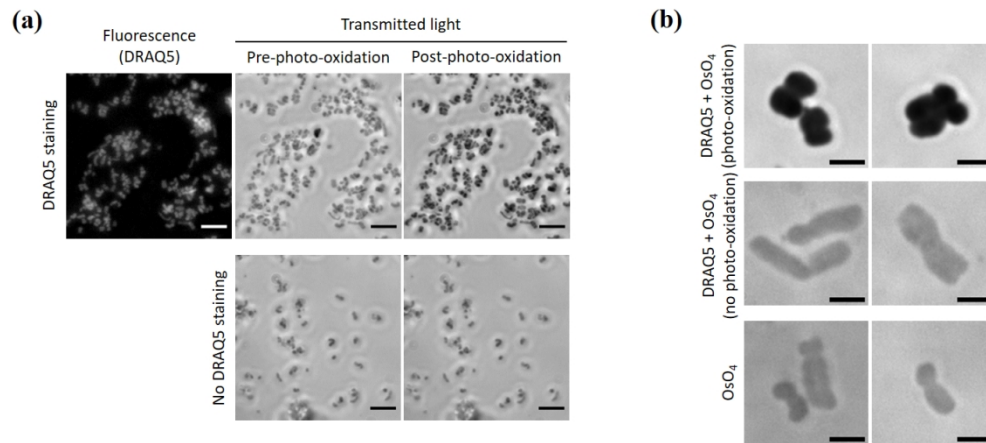 (a)
Fluorescence
(DRAQ5)
Transmitted light
Pre-photo-oxidation
Post-photo-oxidation
DRAQ5 staining
No DRAQ5 staining
(b)
DRAQ5 + OsO₄
(photo-oxidation)
DRAQ5 + OsO₄
(no photo-oxidation)
OsO₄